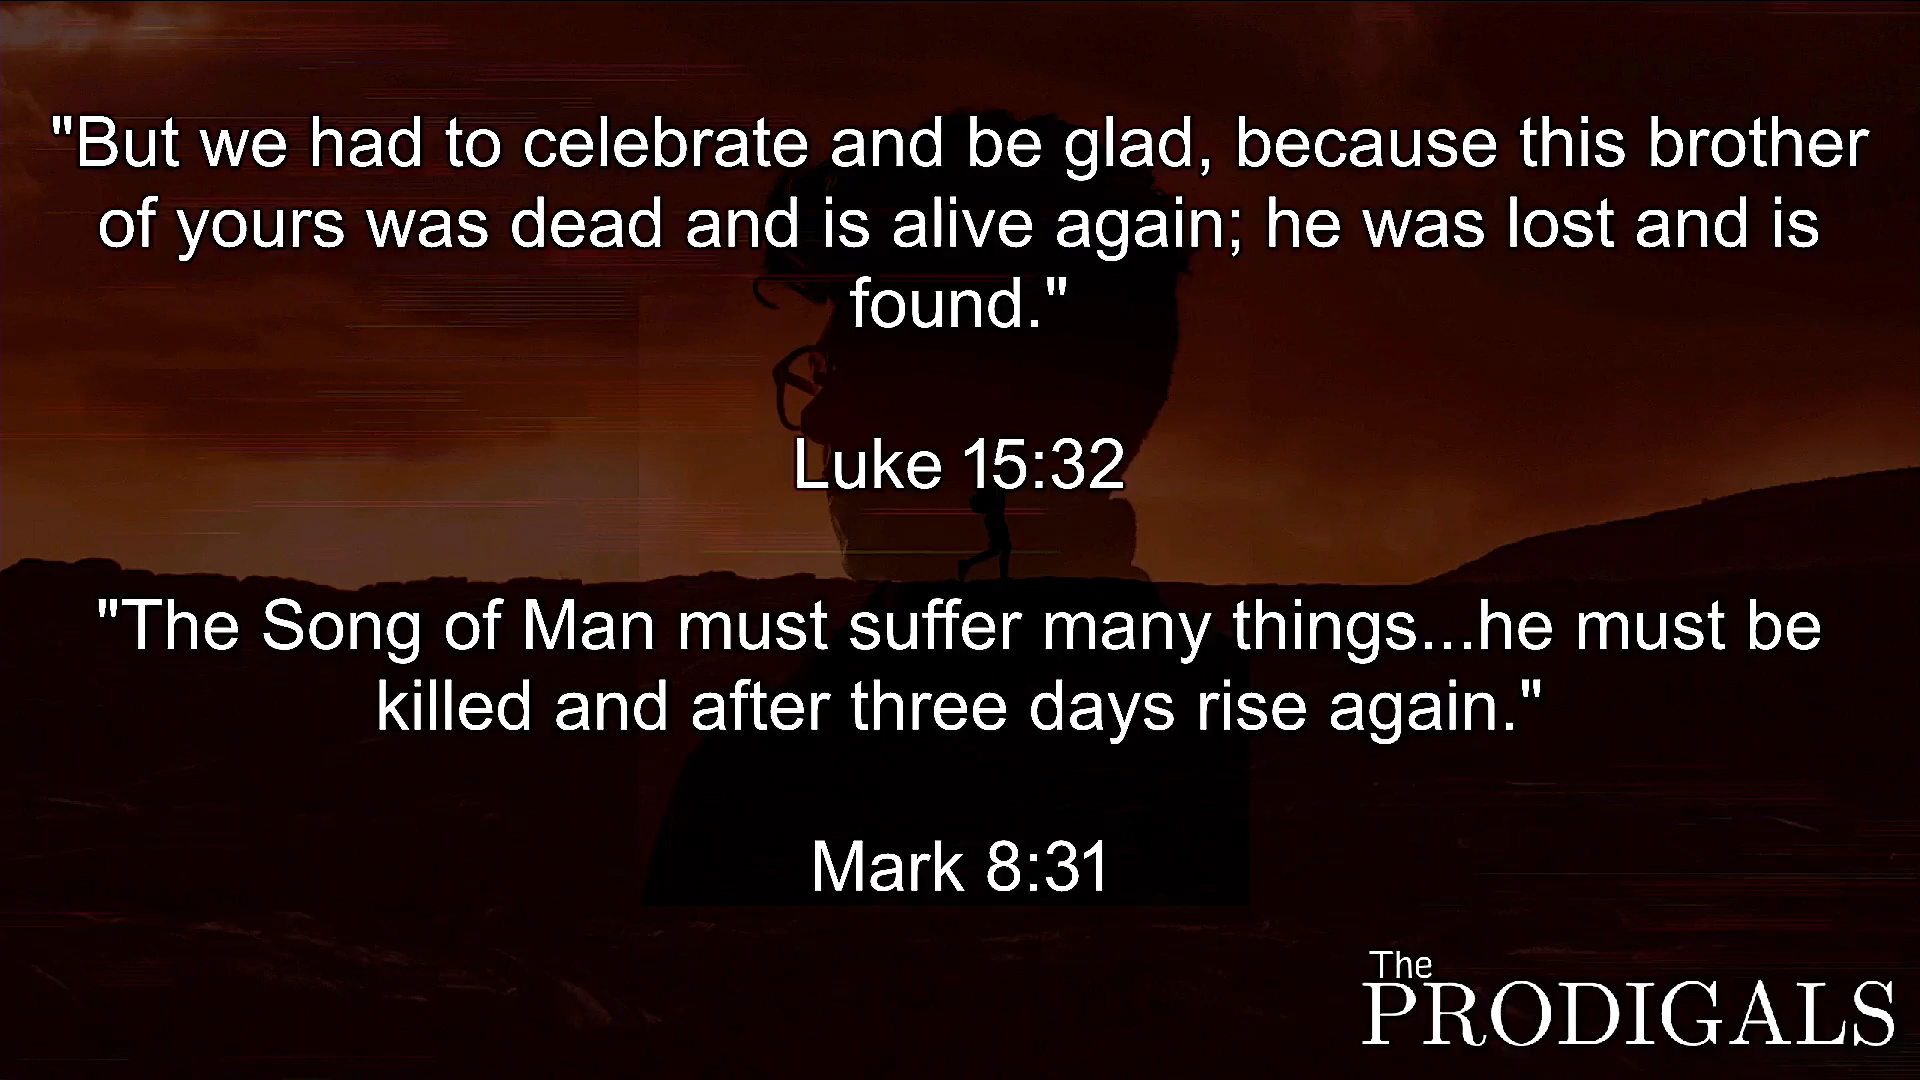 "But we had to celebrate and be glad, because this brother
of yours was dead and is alive again; he was lost and is
found."
Luke 15:32
"The Song of Man must suffer many things...he must be
killed and after three days rise again."
Mark 8:31
The
PRODIGALS